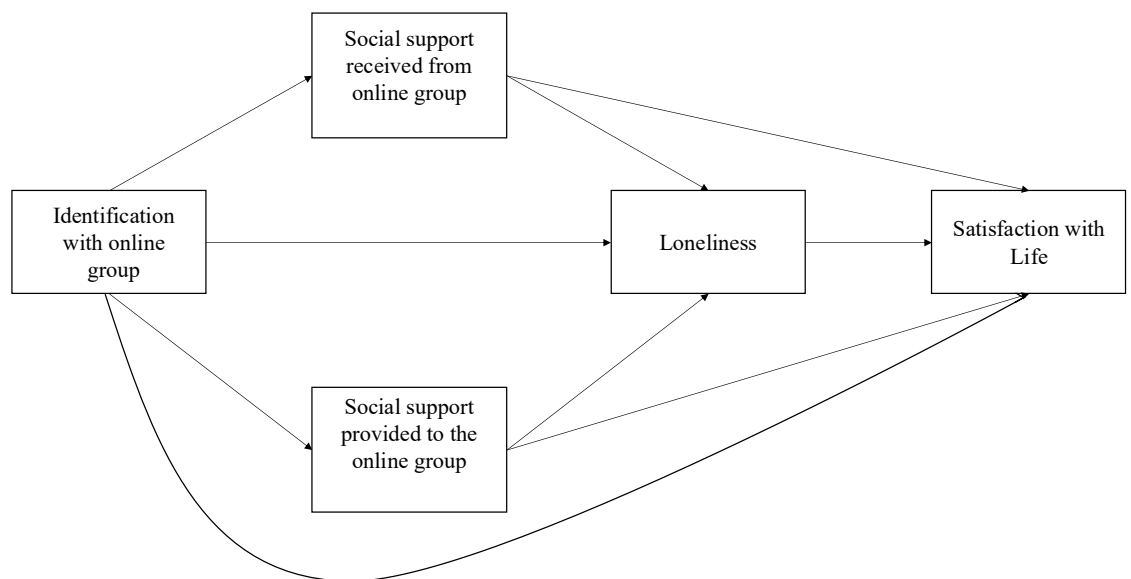 Social support
received from
online group
Identification
with online
group
Loneliness
Satisfaction with
Life
Social support
provided to the
online group